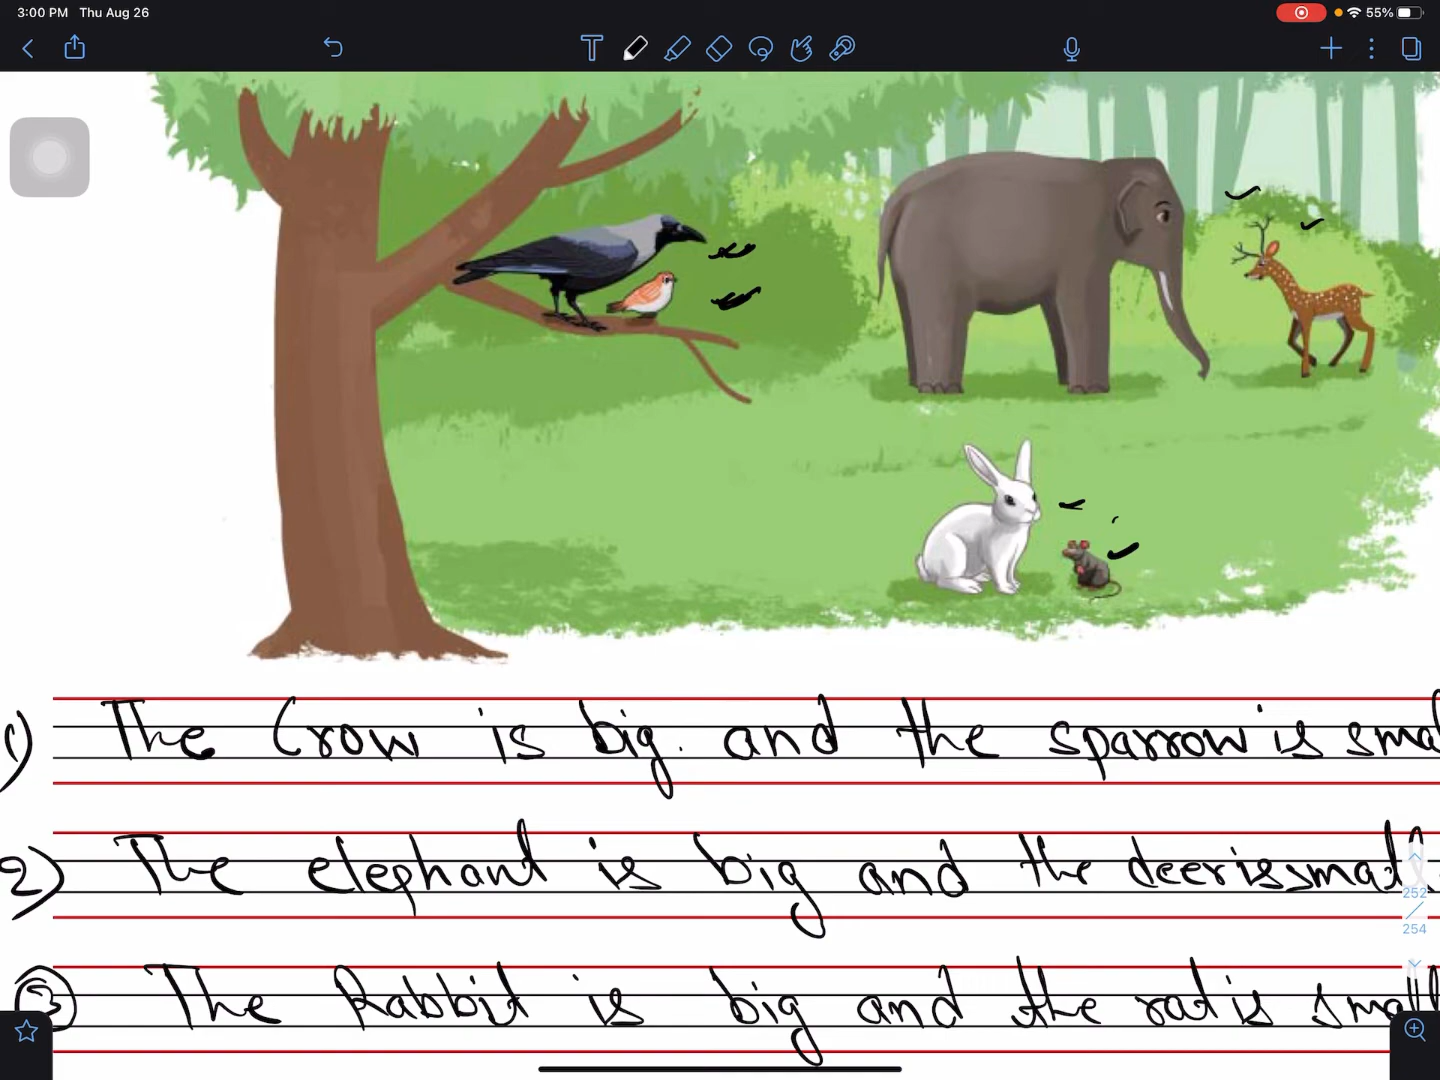 3:00 PM Thu Aug 26
55%
1) The Crow is big. and the sparrow is smal
2) The elephant is big and the deer is small
252
254
3) The Rabbit is big and the rat is small